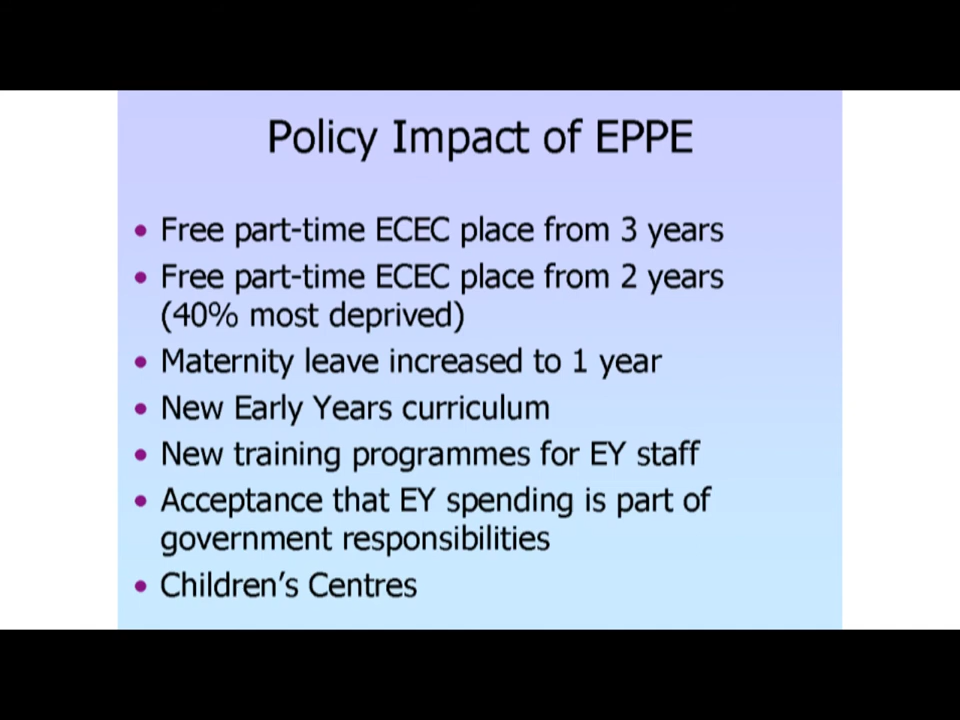 Policy Impact of EPPE
• Free part-time ECEC place from 3 years
• Free part-time ECEC place from 2 years
(40% most deprived)
• Maternity leave increased to 1 year
• New Early Years curriculum
• New training programmes for EY staff
• Acceptance that EY spending is part of
government responsibilities
• Children's Centres